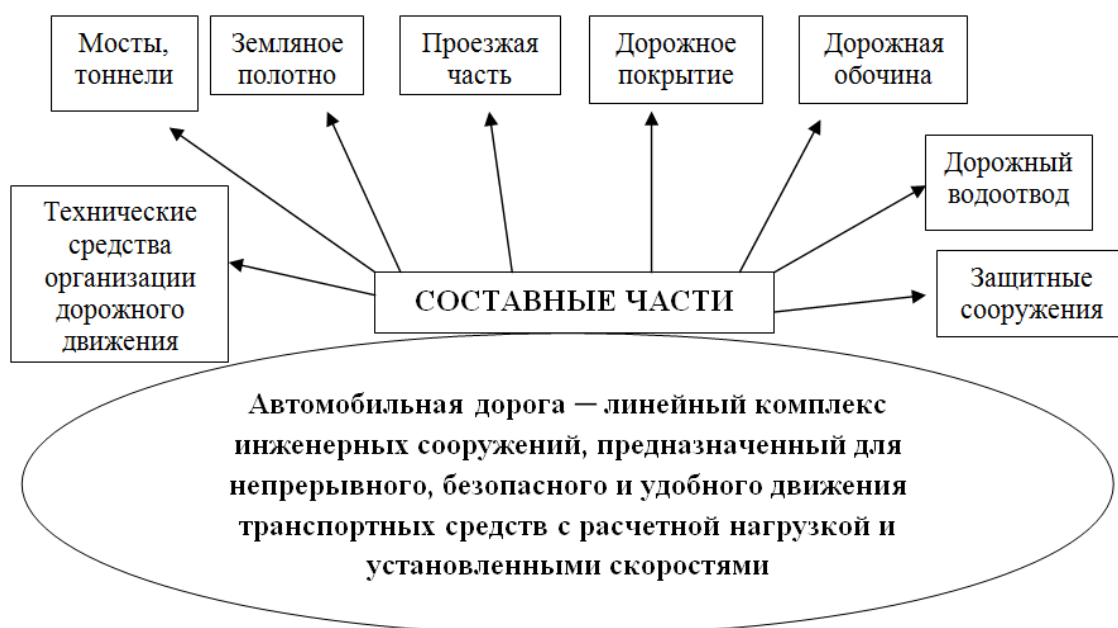 Мосты,
тоннели
Земляное
полотно
Проезжая
часть
Дорожное
покрытие
Дорожная
обочина
Дорожный
водоотвод
Технические
средства
организации
дорожного
движения
СОСТАВНЫЕ ЧАСТИ
Защитные
сооружения
Автомобильная дорога — линейный комплекс
инженерных сооружений, предназначенный для
непрерывного, безопасного и удобного движения
транспортных средств с расчетной нагрузкой и
установленными скоростями